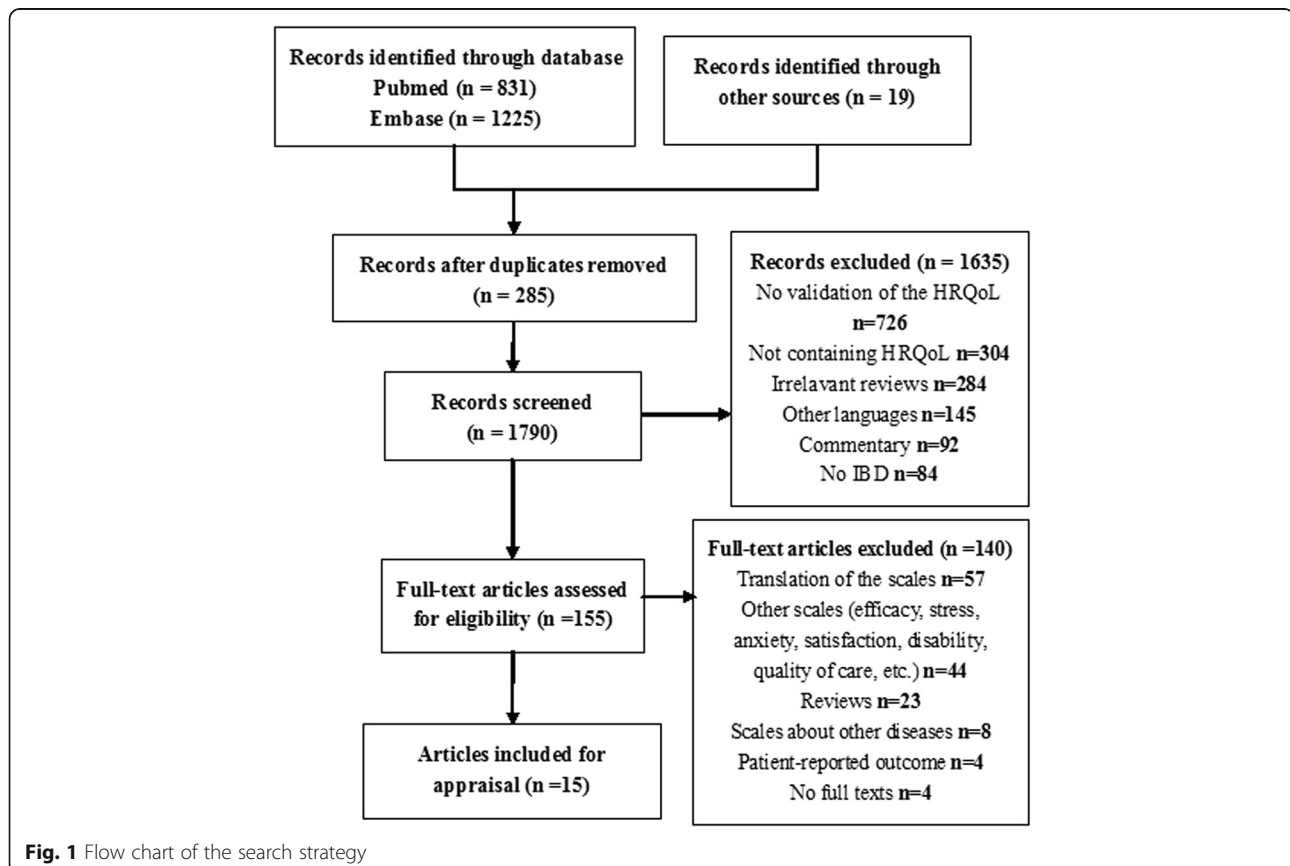 Records identified through database
Pubmed (n = 831)
Embase (n = 1225)
Records identified through
other sources (n = 19)
Records after duplicates removed
(n = 285)
Records screened
(n = 1790)
Records excluded (n = 1635)
No validation of the HRQoL
n=726
Not containing HRQoL n=304
Irrelavant reviews n=284
Other languages n=145
Commentary n=92
No IBD n=84
Full-text articles assessed
for eligibility (n =155)
Full-text articles excluded (n =140)
Translation of the scales n=57
Other scales (efficacy, stress,
anxiety, satisfaction, disability,
quality of care, etc.) n=44
Reviews n=23
Scales about other diseases n=8
Patient-reported outcome n=4
No full texts n=4
Articles included for
appraisal (n =15)
Fig. 1 Flow chart of the search strategy